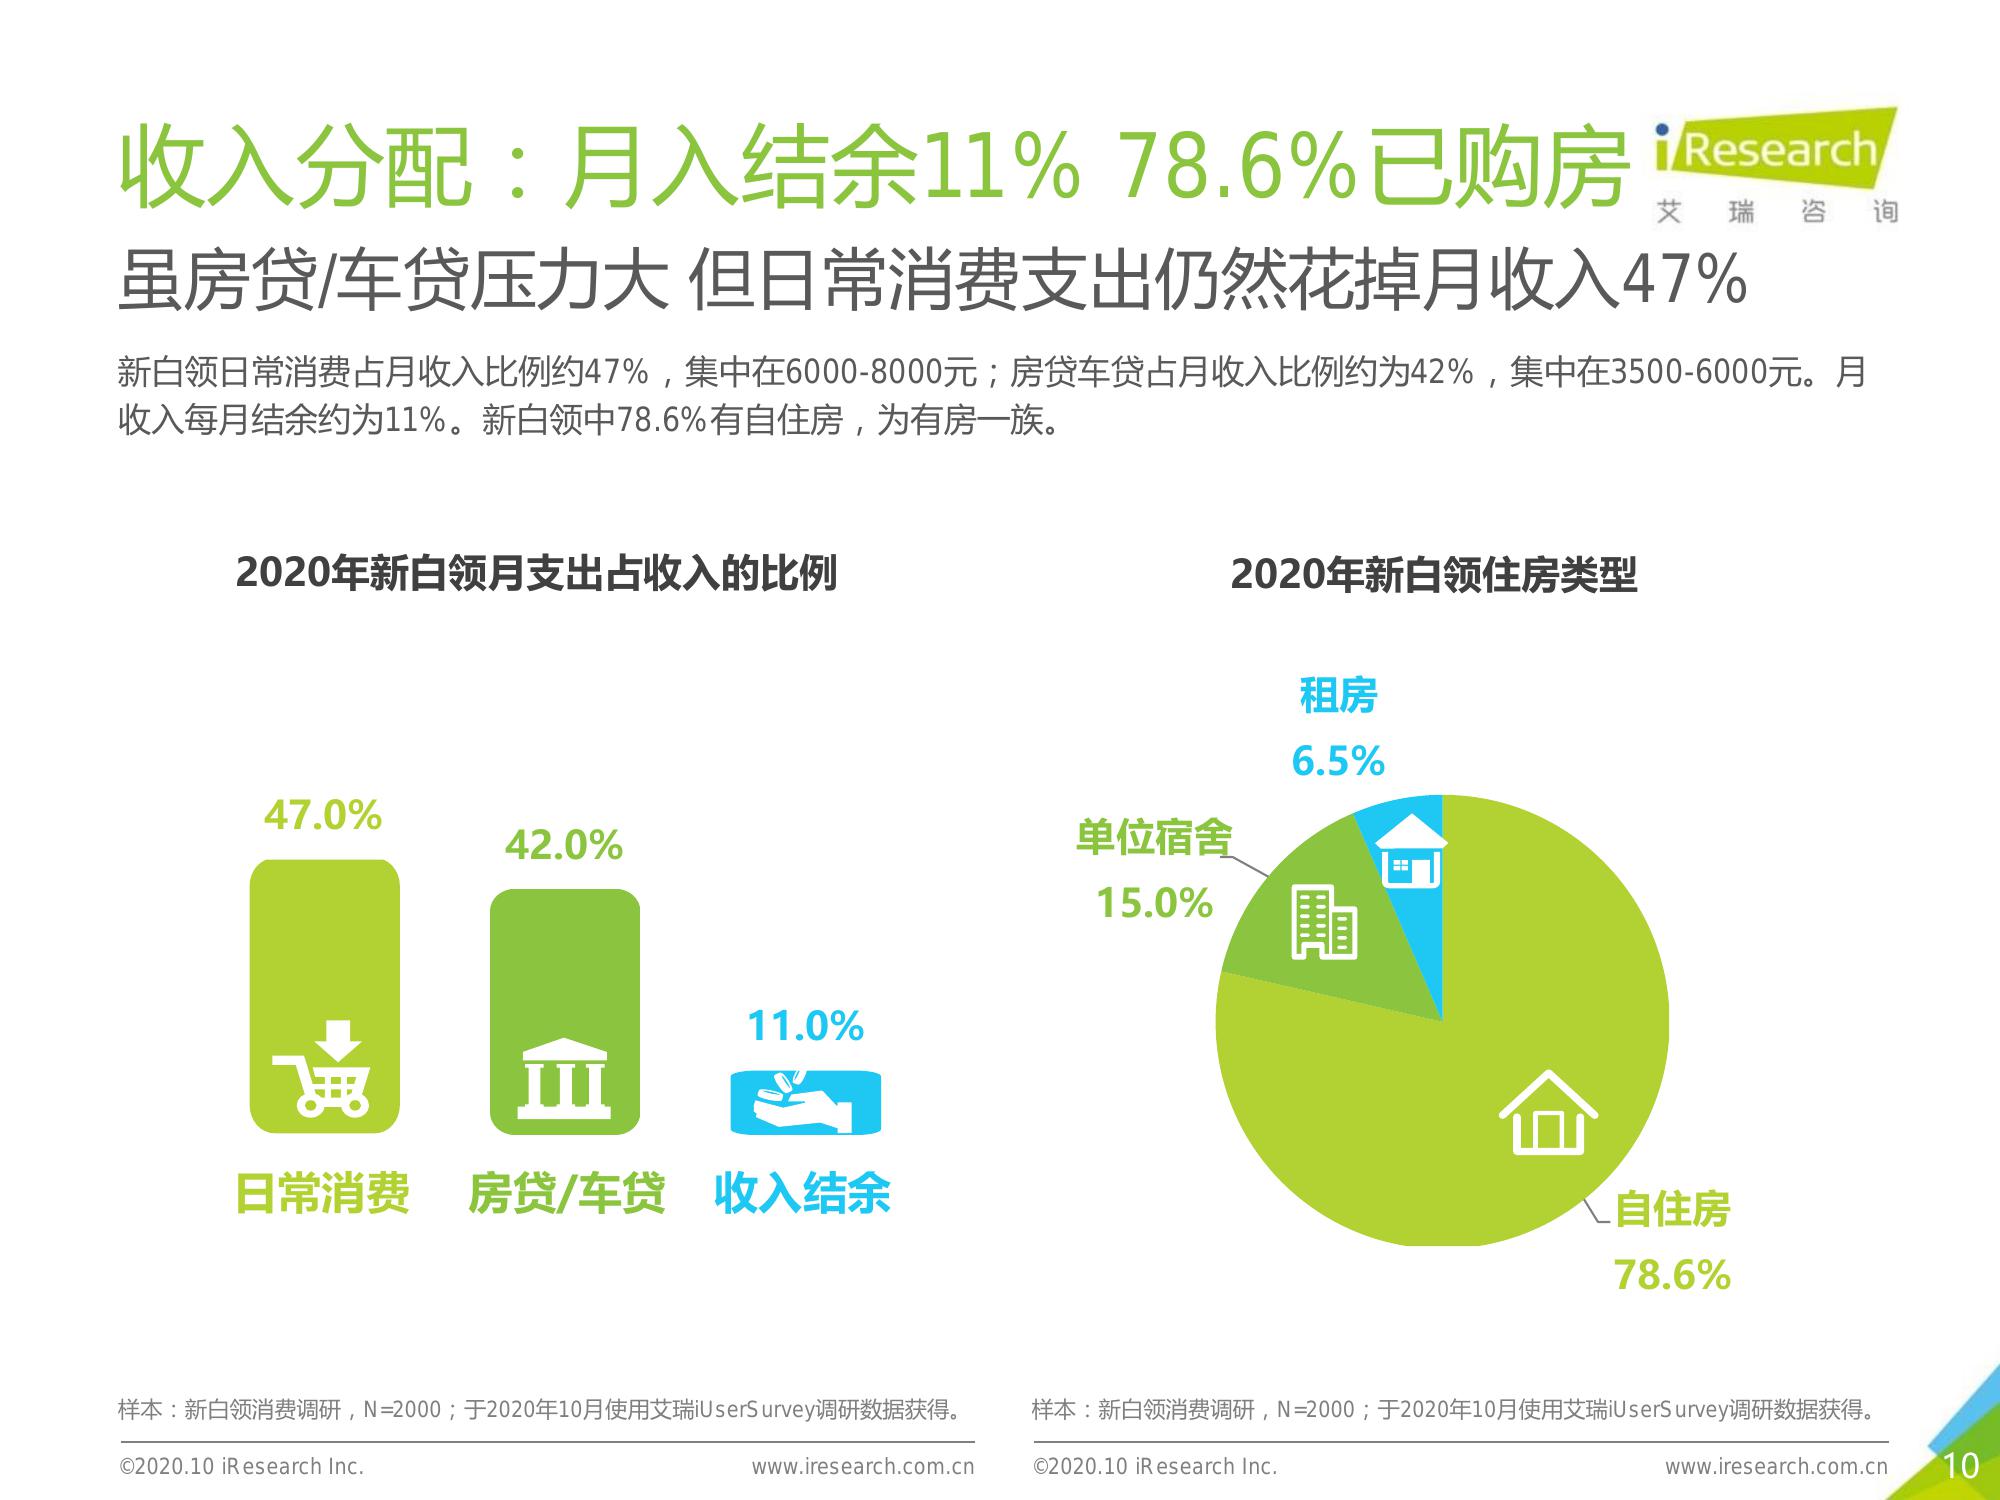 收入分配：月入结余11% 78.6%已购房
iResearch
艾瑞咨询
虽房贷/车贷压力大 但日常消费支出仍然花掉月收入47%
新白领日常消费占月收入比例约47%，集中在6000-8000元；房贷车贷占月收入比例约为42%，集中在3500-6000元。月
收入每月结余约为11%。新白领中78.6%有自住房，为有房一族。
2020年新白领月支出占收入的比例
47.0%
42.0%
11.0%
日常消费
房贷/车贷
收入结余
2020年新白领住房类型
租房
6.5%
单位宿舍
15.0%
自住房
78.6%
样本：新白领消费调研，N=2000；于2020年10月使用艾瑞iUserSurvey调研数据获得。
样本：新白领消费调研，N=2000；于2020年10月使用艾瑞iUserSurvey调研数据获得。
©2020.10 iResearch Inc.
www.iresearch.com.cn
©2020.10 iResearch Inc.
www.iresearch.com.cn
10